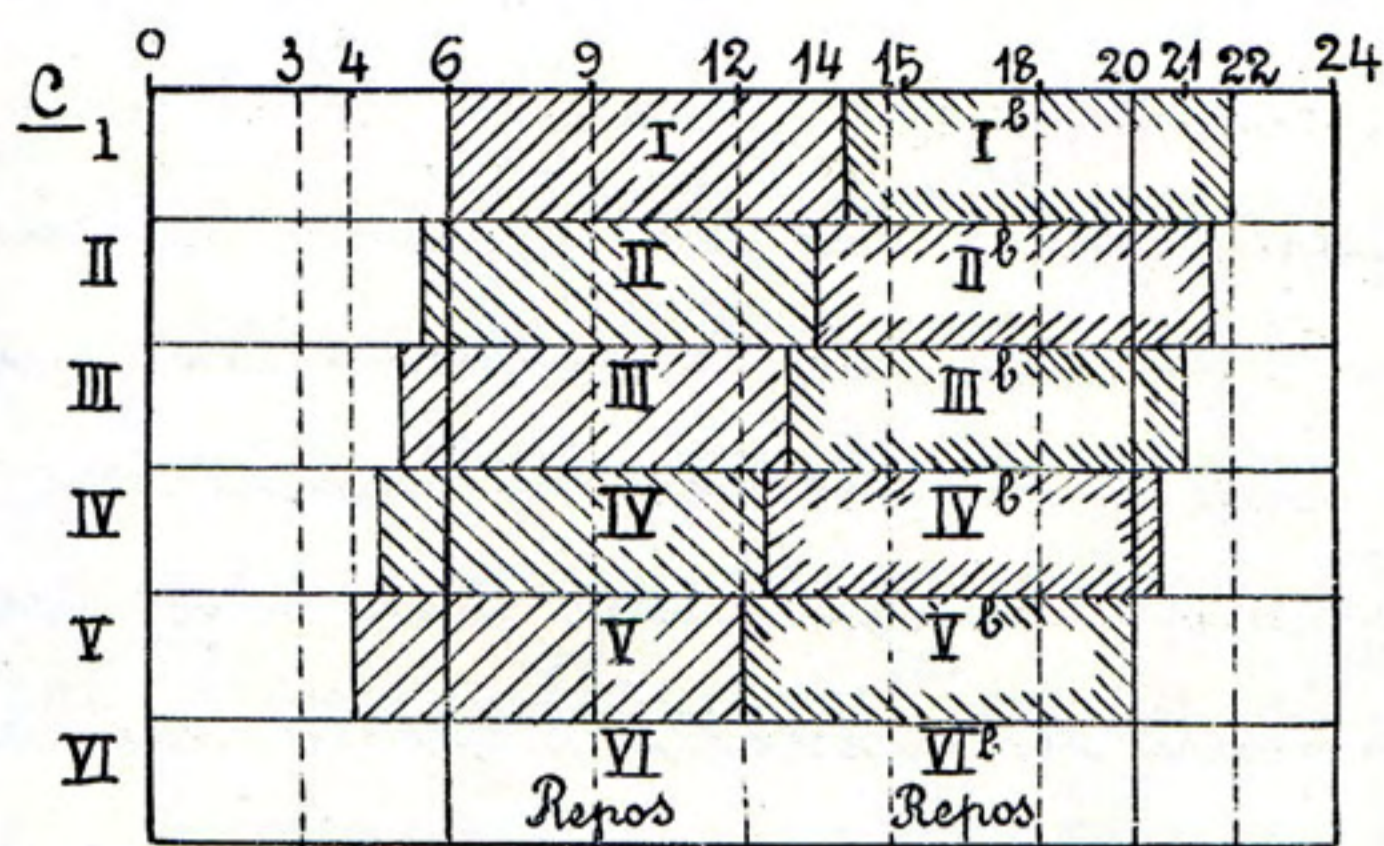 0 3 4 6 9 12 14 15 18 20 21 22 24
C
1 I I b
II II II b
III III III b
IV IV IV b
V V V b
VI VI VI b
Repos Repos